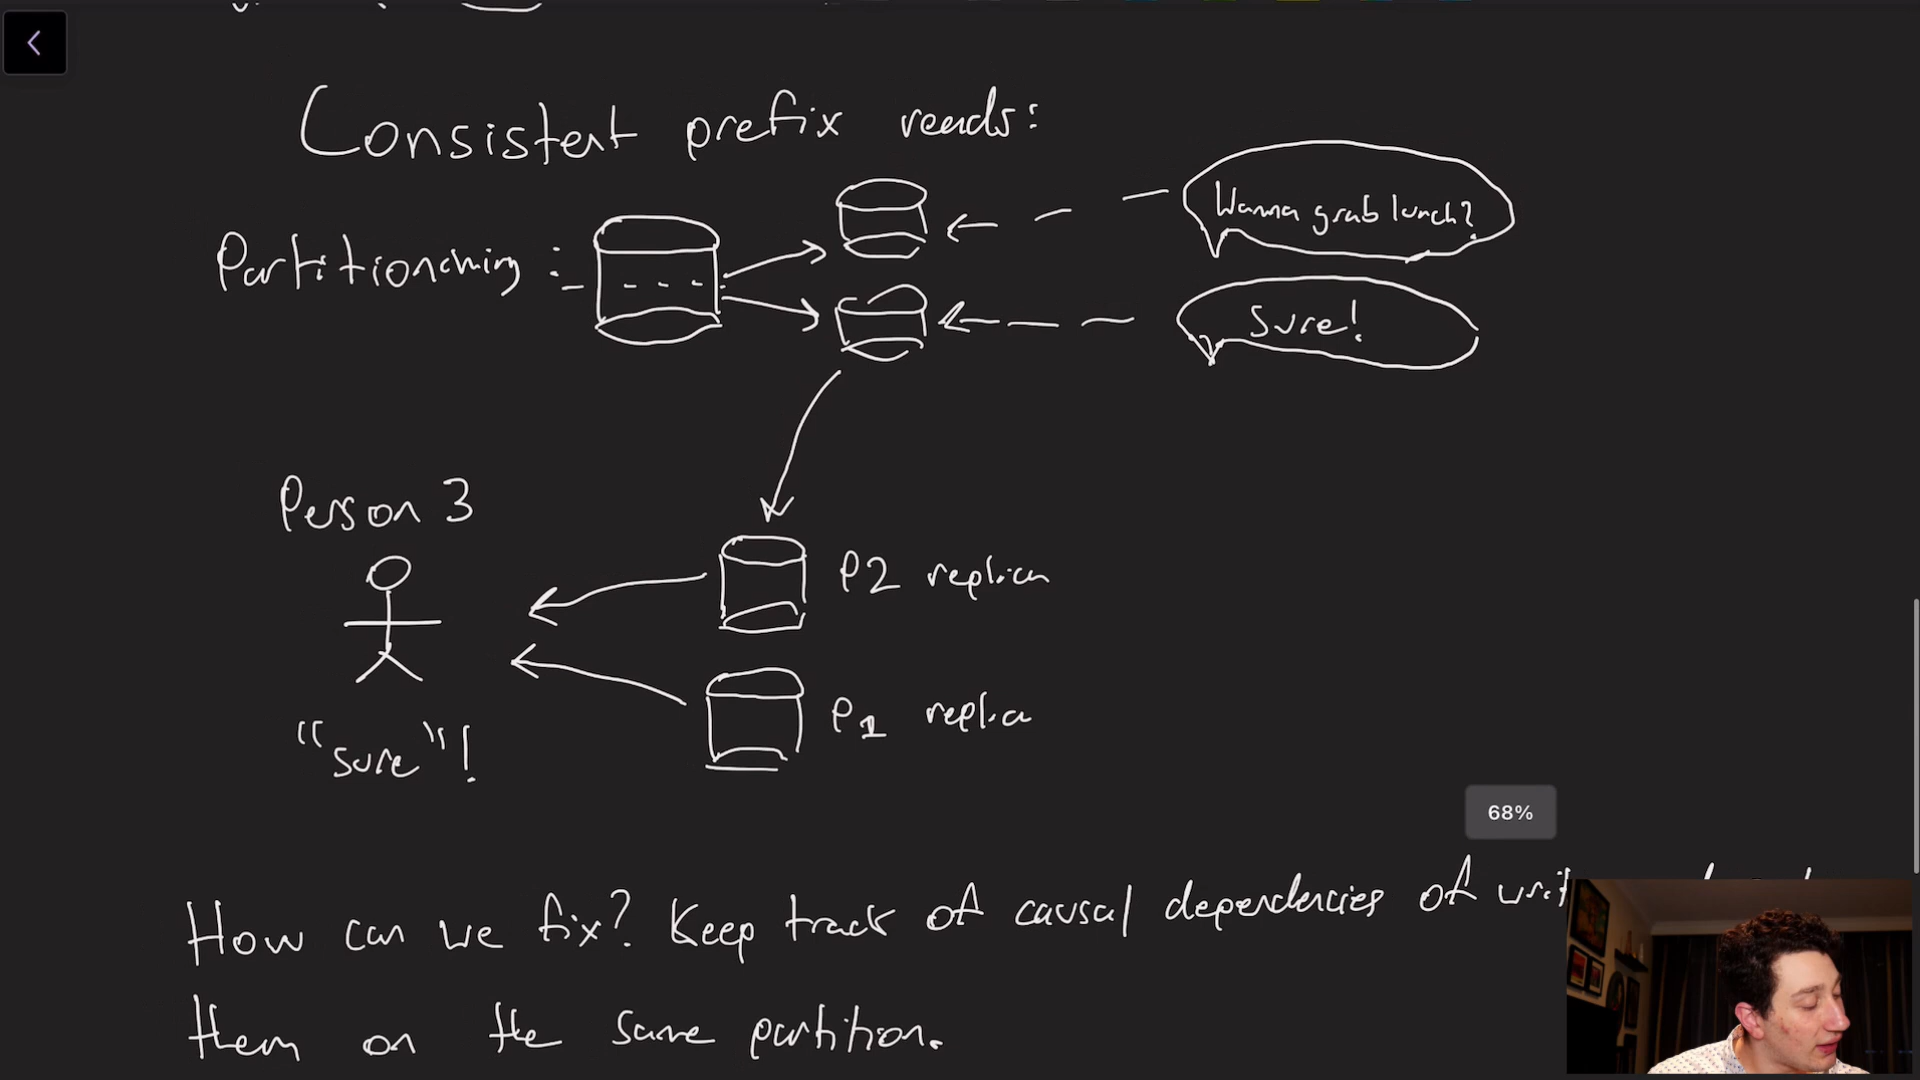 Consistent prefix reads:
Wanna grab lunch?
Partitionching:
Sure!
Person 3
P2 replica
P1 replica
"sure"!
68%
How can we fix? Keep track of causal dependencies of
them on the same partition.